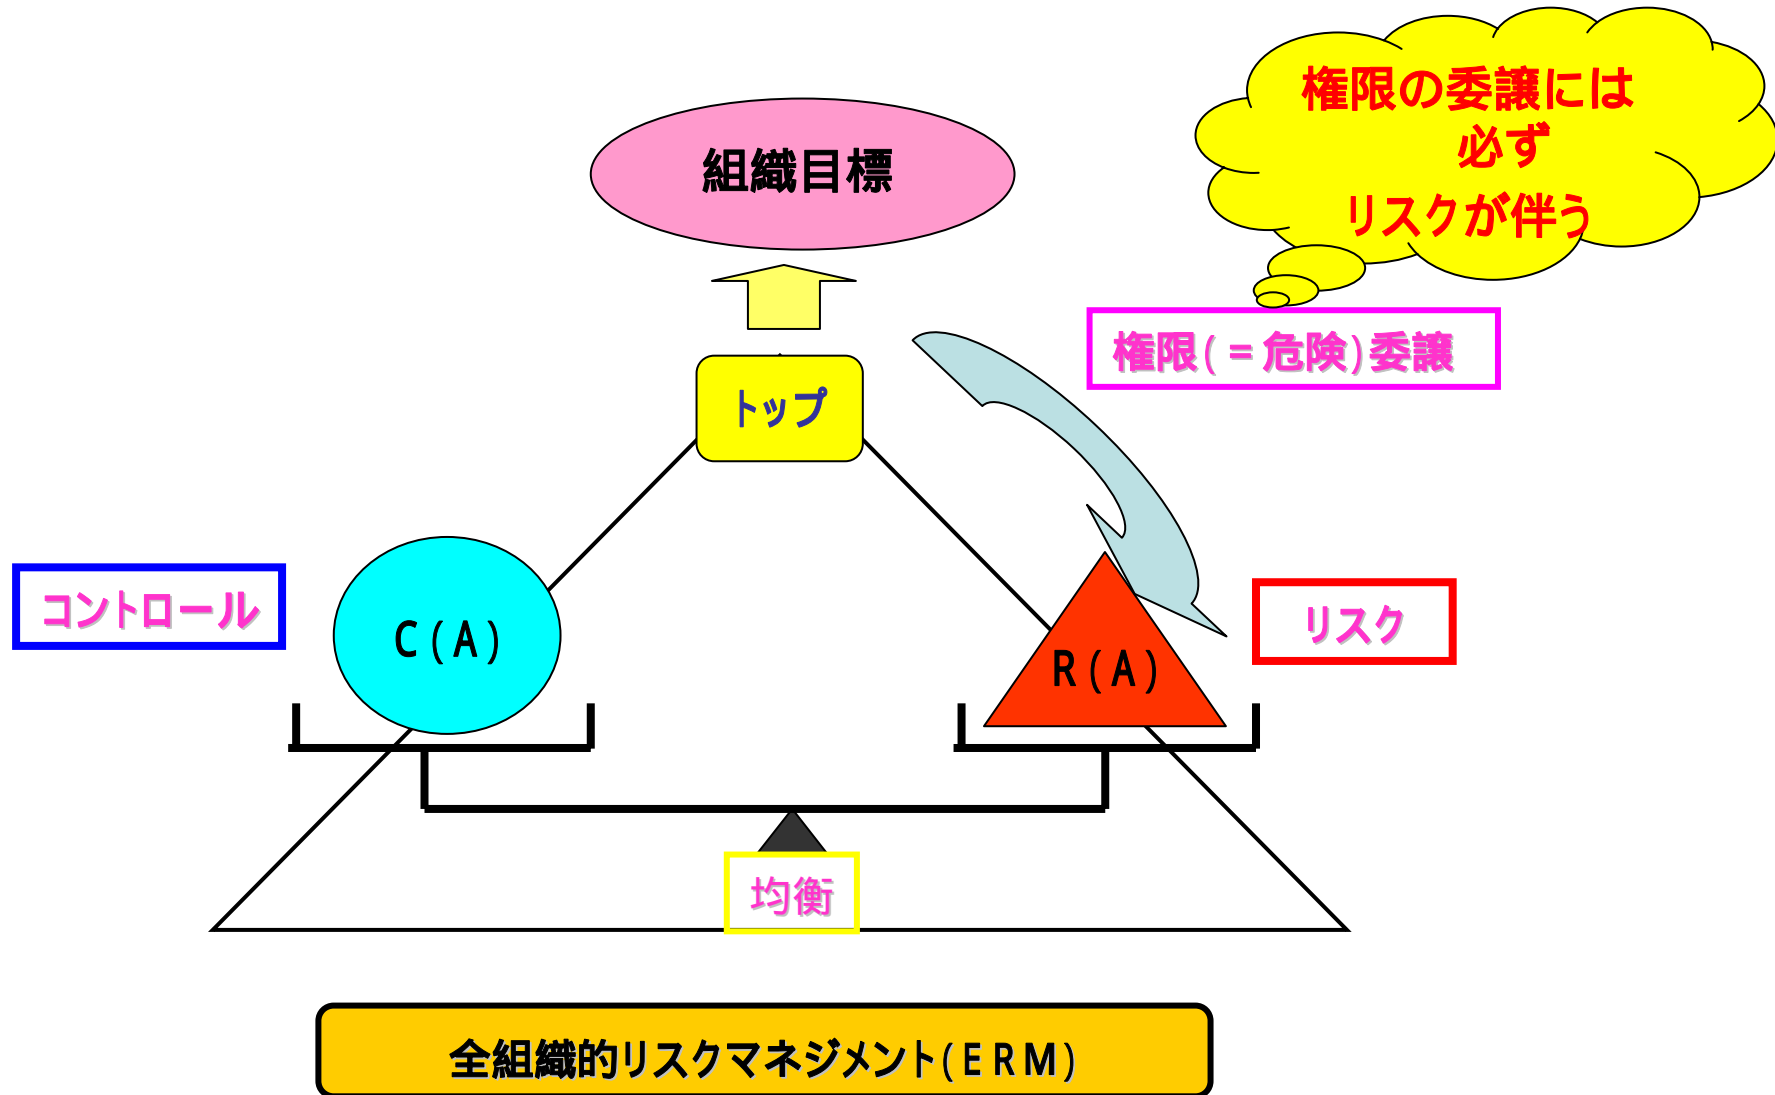 権限の委譲には
必ず
リスクが伴う
組織目標
権限(=危険)委譲
トップ
コントロール
C(A)
リスク
R(A)
均衡
全組織的リスクマネジメント(ERM)